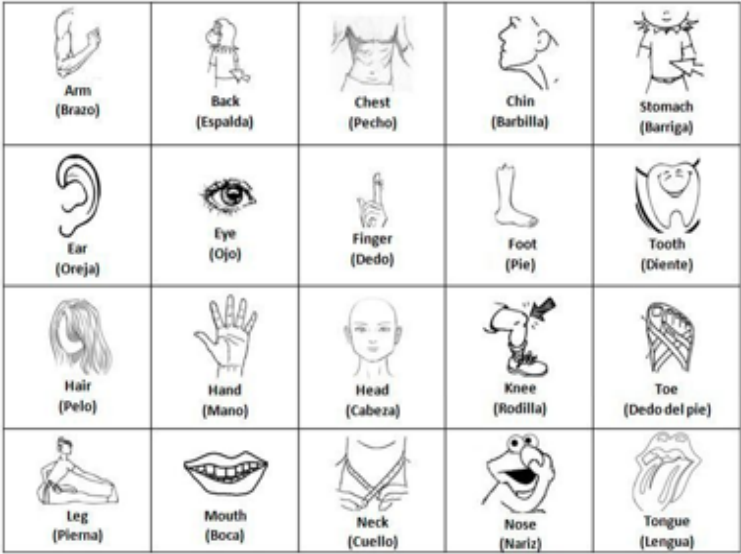 Arm
(Brazo)
Back
(Espalda)
Chest
(Pecho)
Chin
(Barbilla)
Stomach
(Barriga)
Ear
(Oreja)
Eye
(Ojo)
Finger
(Dedo)
Foot
(Pie)
Tooth
(Diente)
Hair
(Pelo)
Hand
(Mano)
Head
(Cabeza)
Knee
(Rodilla)
Toe
(Dedo del pie)
Leg
(Pierna)
Mouth
(Boca)
Neck
(Cuello)
Nose
(Nariz)
Tongue
(Lengua)